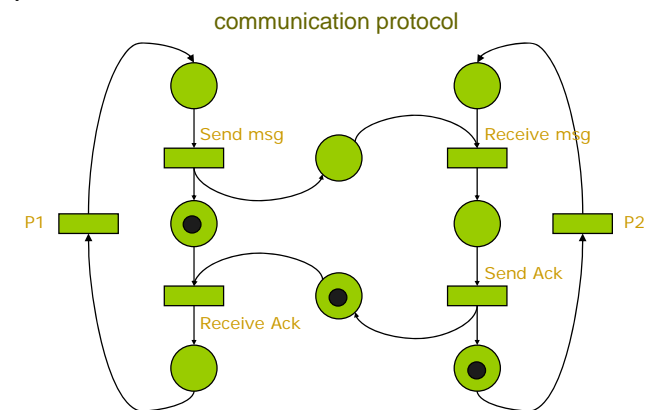 communication protocol
Send msg
Receive msg
P1
P2
Send Ack
Receive Ack